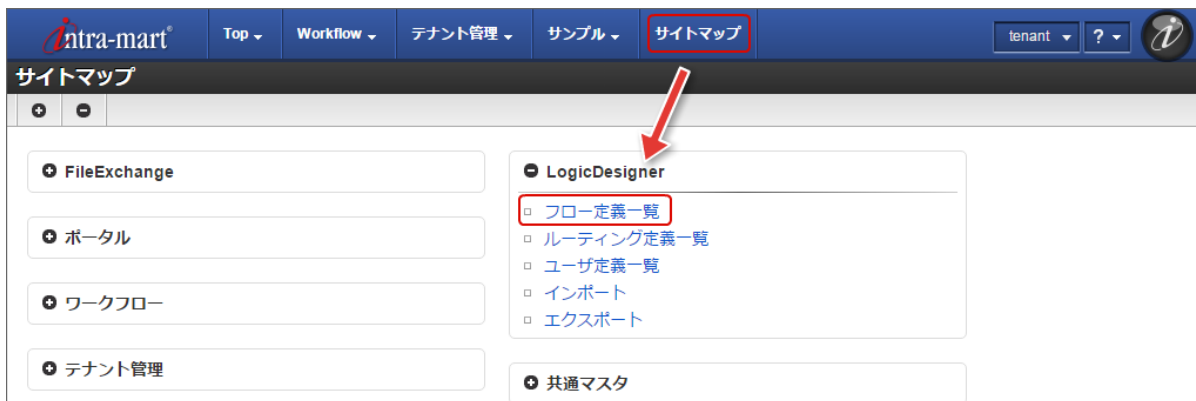 intra-mart® Top Workflow テナント管理 サンプル サイトマップ tenant ?
サイトマップ
FileExchange
ポータル
ワークフロー
テナント管理
LogicDesigner
フロー定義一覧
ルーティング定義一覧
ユーザ定義一覧
インポート
エクスポート
共通マスタ